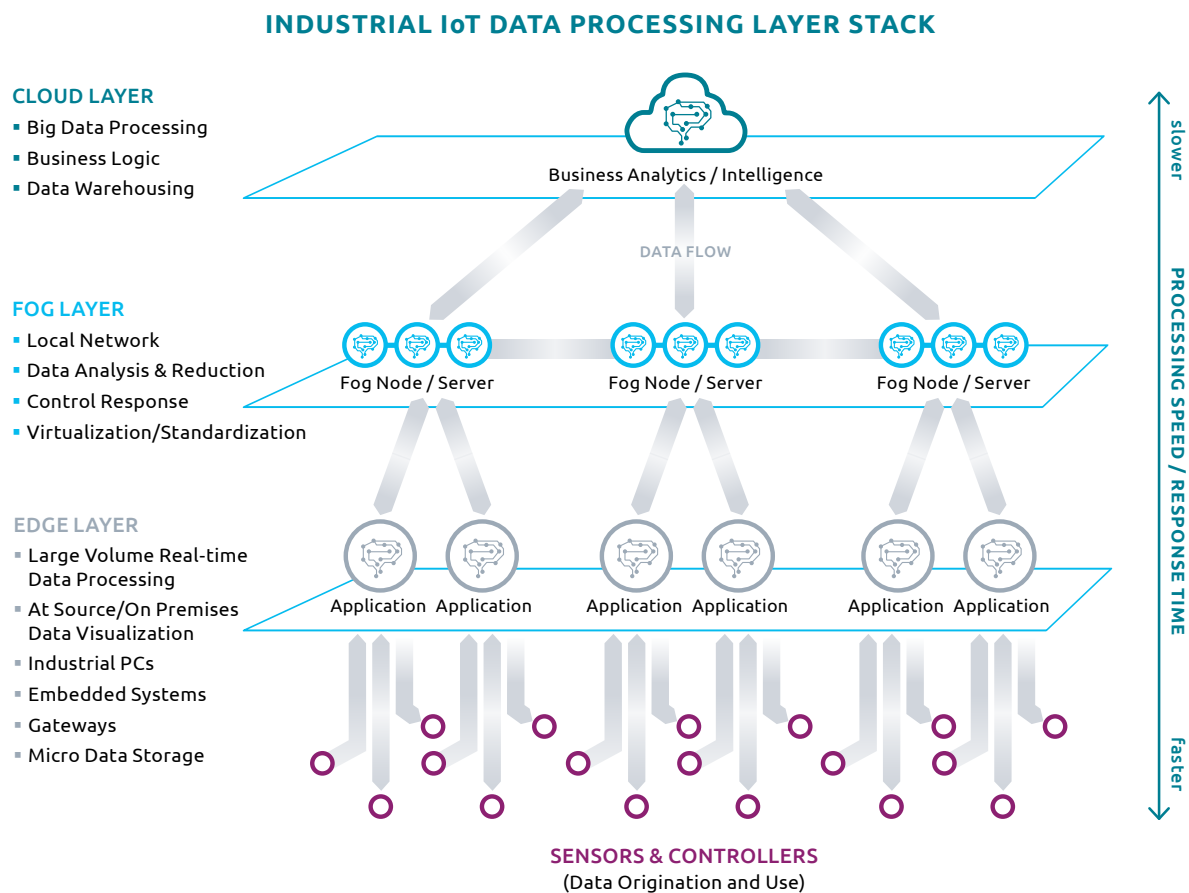 INDUSTRIAL IoT DATA PROCESSING LAYER STACK
CLOUD LAYER
▪ Big Data Processing
▪ Business Logic
▪ Data Warehousing
Business Analytics / Intelligence
DATA FLOW
FOG LAYER
▪ Local Network
▪ Data Analysis & Reduction
▪ Control Response
▪ Virtualization/Standardization
Fog Node / Server
Fog Node / Server
Fog Node / Server
EDGE LAYER
▪ Large Volume Real-time
Data Processing
▪ At Source/On Premises
Data Visualization
▪ Industrial PCs
▪ Embedded Systems
▪ Gateways
▪ Micro Data Storage
Application
Application
Application
Application
Application
Application
SENSORS & CONTROLLERS
(Data Origination and Use)
slower
PROCESSING SPEED / RESPONSE TIME
faster